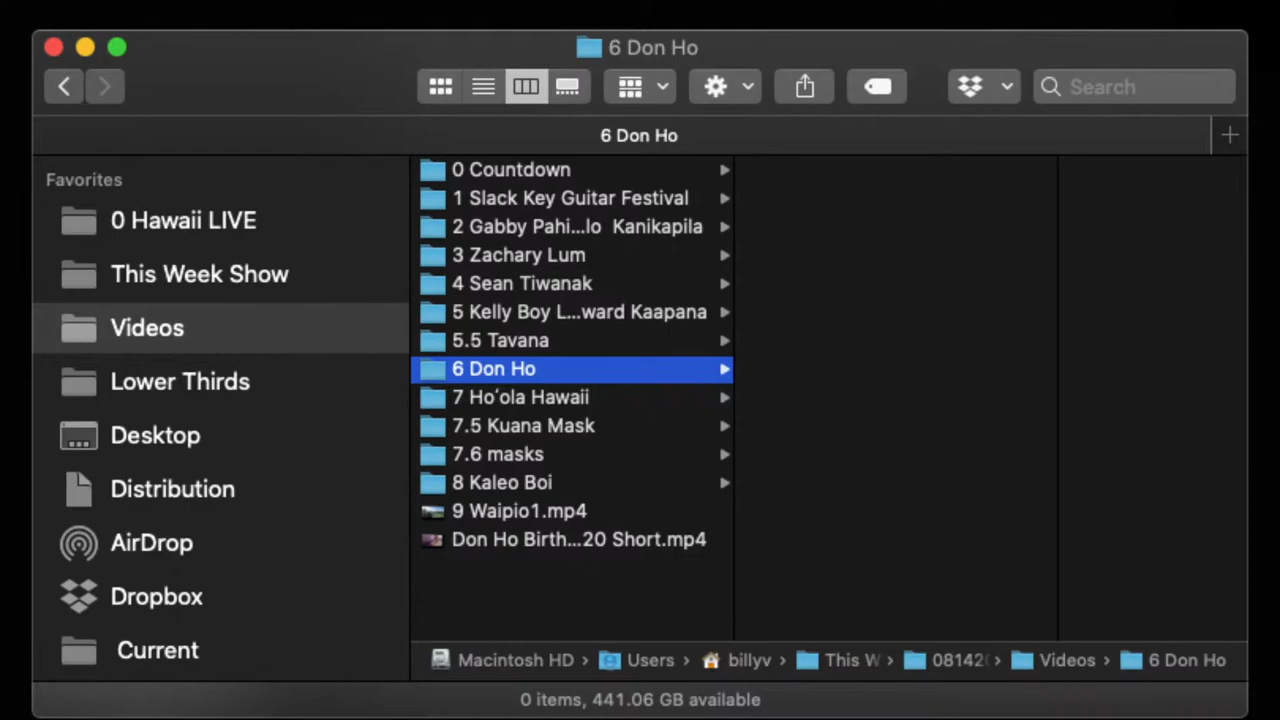 6 Don Ho
Search
6 Don Ho
Favorites
0 Hawaii LIVE
This Week Show
Videos
Lower Thirds
Desktop
Distribution
AirDrop
Dropbox
Current
0 Countdown
1 Slack Key Guitar Festival
2 Gabby Pahi...lo Kanikapila
3 Zachary Lum
4 Sean Tiwanak
5 Kelly Boy L...ward Kaapana
5.5 Tavana
6 Don Ho
7 Hoʻola Hawaii
7.5 Kuana Mask
7.6 masks
8 Kaleo Boi
9 Waipio1.mp4
Don Ho Birth...20 Short.mp4
Macintosh HD › Users › billyv › This W › 08142 › Videos › 6 Don Ho
0 items, 441.06 GB available